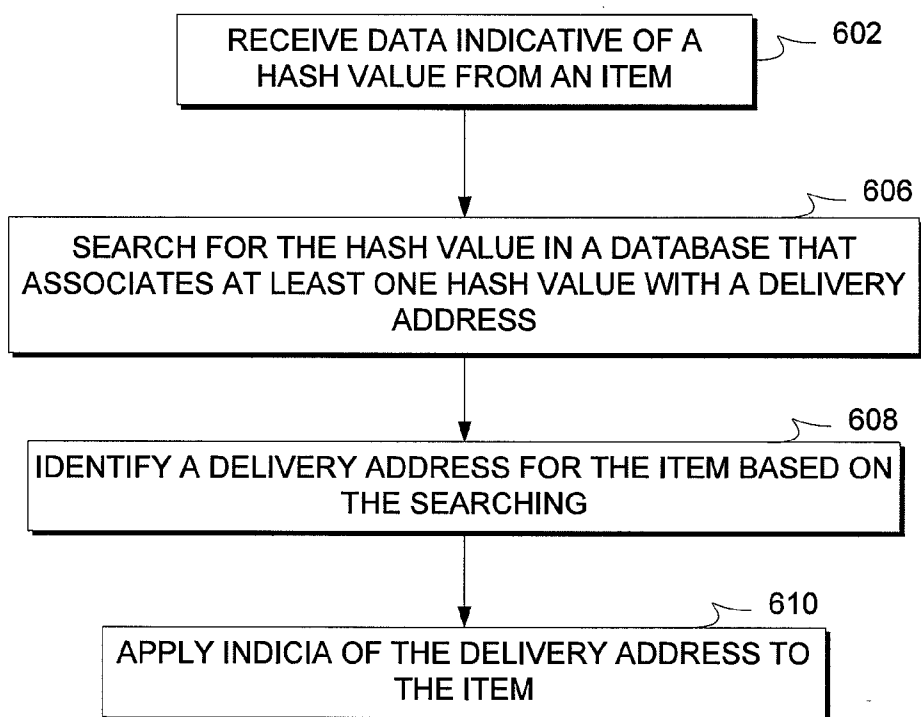 602
RECEIVE DATA INDICATIVE OF A
HASH VALUE FROM AN ITEM
606
SEARCH FOR THE HASH VALUE IN A DATABASE THAT
ASSOCIATES AT LEAST ONE HASH VALUE WITH A DELIVERY
ADDRESS
608
IDENTIFY A DELIVERY ADDRESS FOR THE ITEM BASED ON
THE SEARCHING
610
APPLY INDICIA OF THE DELIVERY ADDRESS TO
THE ITEM